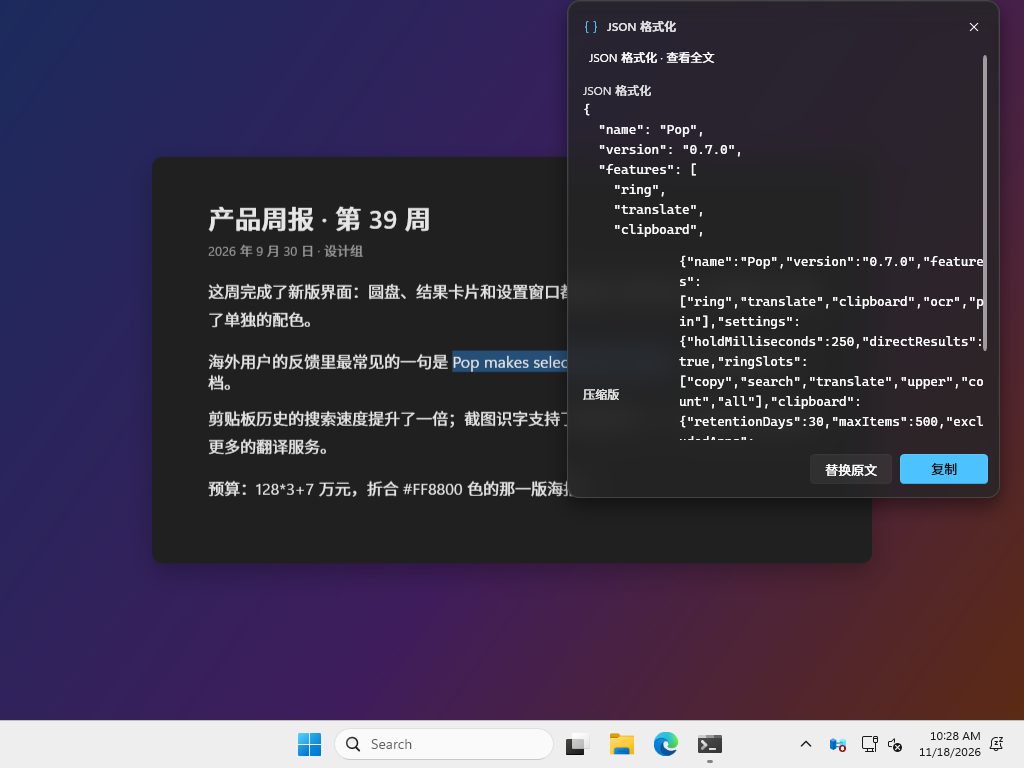 JSON 格式化
JSON 格式化 · 查看全文
JSON 格式化
{
"name": "Pop",
"version": "0.7.0",
"features": [
"ring",
"translate",
"clipboard",
压缩版
{"name":"Pop","version":"0.7.0","feature
s":
["ring","translate","clipboard","ocr","p
in"],"settings":
{"holdMilliseconds":250,"directResults":
true,"ringSlots":
["copy","search","translate","upper","co
unt","all"],"clipboard":
{"retentionDays":30,"maxItems":500,"excl
替换原文
复制
产品周报 · 第 39 周
2026 年 9 月 30 日 · 设计组
这周完成了新版界面：圆盘、结果卡片和设置窗口
了单独的配色。
海外用户的反馈里最常见的一句是 Pop makes selec
档。
剪贴板历史的搜索速度提升了一倍；截图识字支持了
更多的翻译服务。
预算：128*3+7 万元，折合 #FF8800 色的那一版海报
Search
10:28 AM
11/18/2026